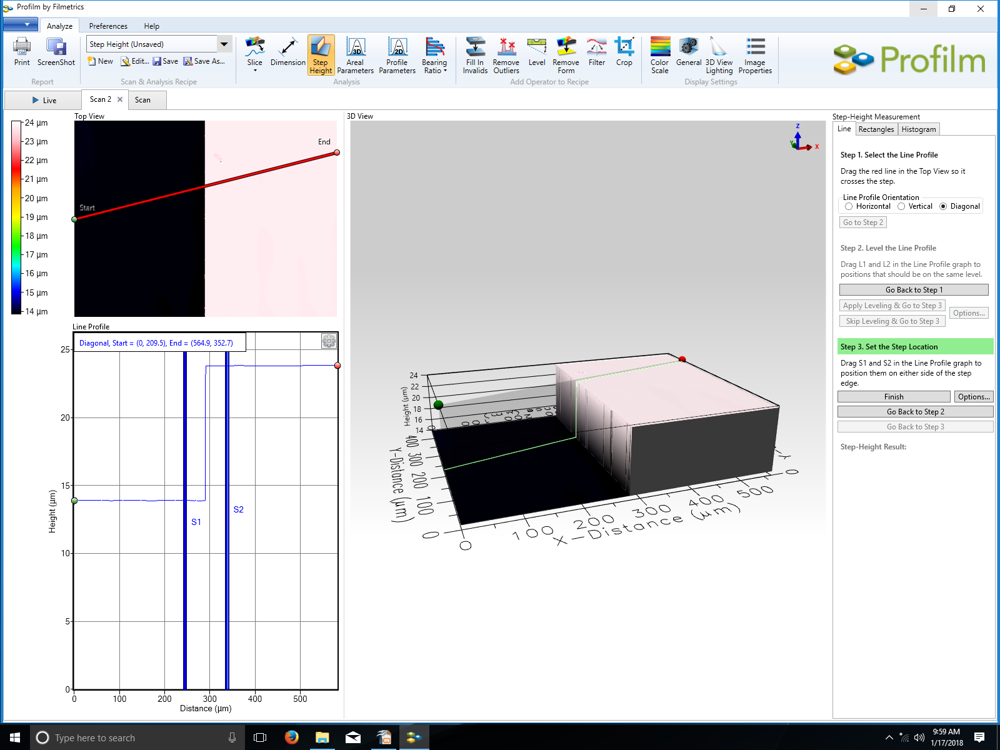 Profilm by Filmetrics
Analyze
Preferences
Help
Print
ScreenShot
Report
Step Height (Unsaved)
New
Edit...
Save
Save As...
Scan & Analysis Recipe
Slice
Dimension
Step
Height
3D
Areal
Parameters
2D
Profile
Parameters
Bearing
Ratio
Analysis
Fill In
Invalids
Remove
Outliers
Level
Remove
Form
Filter
Crop
Add Operator to Recipe
Color
Scale
General
3D View
Lighting
Image
Properties
Display Settings
Profilm
Live
Scan 2
Scan
24 µm
23 µm
22 µm
21 µm
20 µm
19 µm
18 µm
17 µm
16 µm
15 µm
14 µm
Top View
End
Start
Line Profile
Diagonal, Start = (0, 209.5), End = (564.9, 352.7)
25
20
15
10
5
0
Height (µm)
S1
S2
0
100
200
300
400
500
Distance (µm)
3D View
Z
Y
X
24
22
20
18
16
14
Height (µm)
400
300
200
100
0
Y-Distance (µm)
0
100
200
300
400
500
X-Distance (µm)
0
Step-Height Measurement
Line
Rectangles
Histogram
Step 1. Select the Line Profile
Drag the red line in the Top View so it
crosses the step.
Line Profile Orientation
Horizontal
Vertical
Diagonal
Go to Step 2
Step 2. Level the Line Profile
Drag L1 and L2 in the Line Profile graph to
positions that should be on the same level.
Go Back to Step 1
Apply Leveling & Go to Step 3
Skip Leveling & Go to Step 3
Options...
Step 3. Set the Step Location
Drag S1 and S2 in the Line Profile graph to
position them on either side of the step
edge.
Finish
Options...
Go Back to Step 2
Go Back to Step 3
Step-Height Result:
Type here to search
9:59 AM
1/17/2018